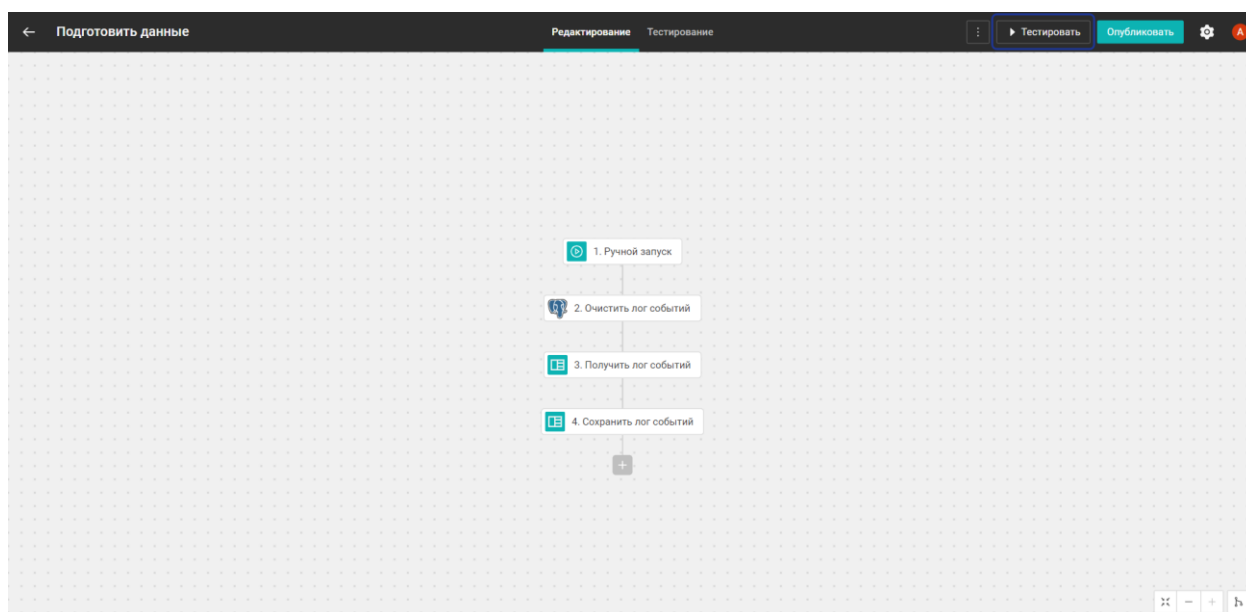 Подготовить данные
Редактирование
Тестирование
Тестировать
Опубликовать
A
1. Ручной запуск
2. Очистить лог событий
3. Получить лог событий
4. Сохранить лог событий